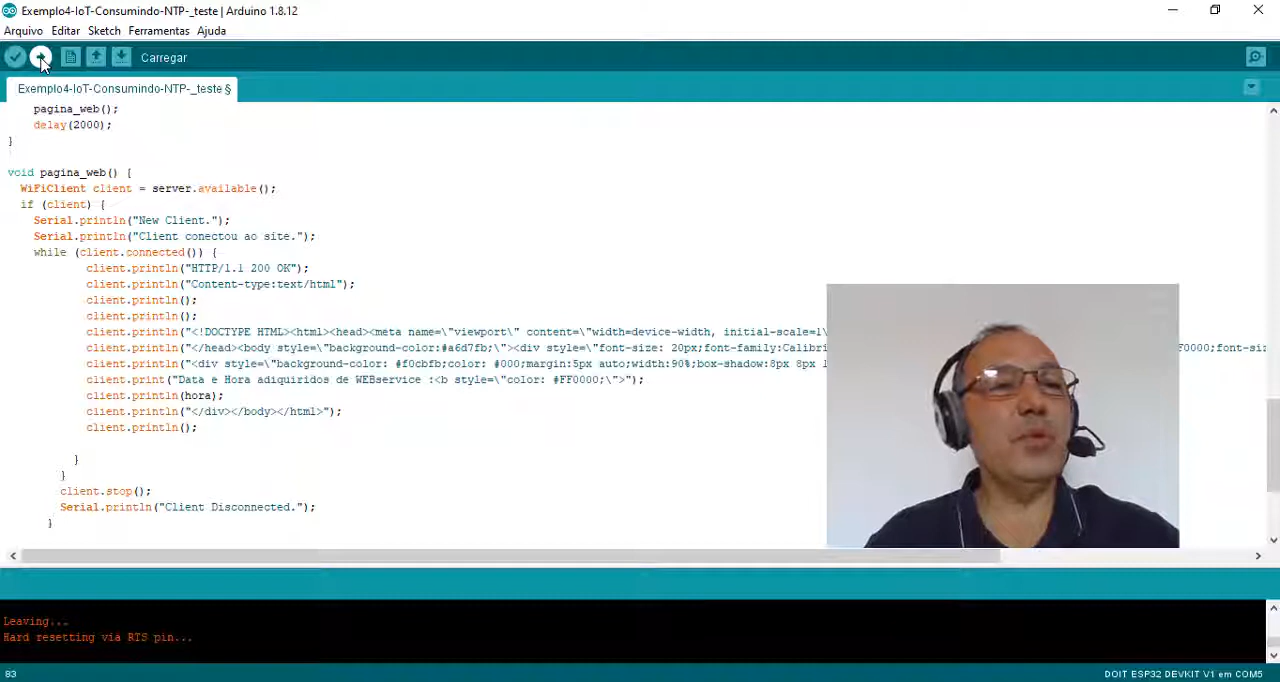 Exemplo4-IoT-Consumindo-NTP-_teste | Arduino 1.8.12
Arquivo Editar Sketch Ferramentas Ajuda
Carregar
Exemplo4-IoT-Consumindo-NTP-_teste §
pagina_web();
delay(2000);
}
void pagina_web() {
WiFiClient client = server.available();
if (client) {
Serial.println("New Client.");
Serial.println("Client conectou ao site.");
while (client.connected()) {
client.println("HTTP/1.1 200 OK");
client.println("Content-type:text/html");
client.println();
client.println();
client.println("<!DOCTYPE HTML><html><head><meta name=\"viewport\" content=\"width=device-width, initial-scale=1\
client.println("</head><body style=\"background-color:#a6d7fb;\"><div style=\"font-size: 20px;font-family:Calibri F0000;font-siz
client.println("<div style=\"background-color: #f0cbfb;color: #000;margin:5px auto;width:90%;box-shadow:8px 8px
client.print("Data e Hora adiquiridos de WEBservice :<b style=\"color: #FF0000;\">");
client.println(hora);
client.println("</div></body></html>");
client.println();
}
}
client.stop();
Serial.println("Client Disconnected.");
}
Leaving...
Hard resetting via RTS pin...
83 DOIT ESP32 DEVKIT V1 em COM5